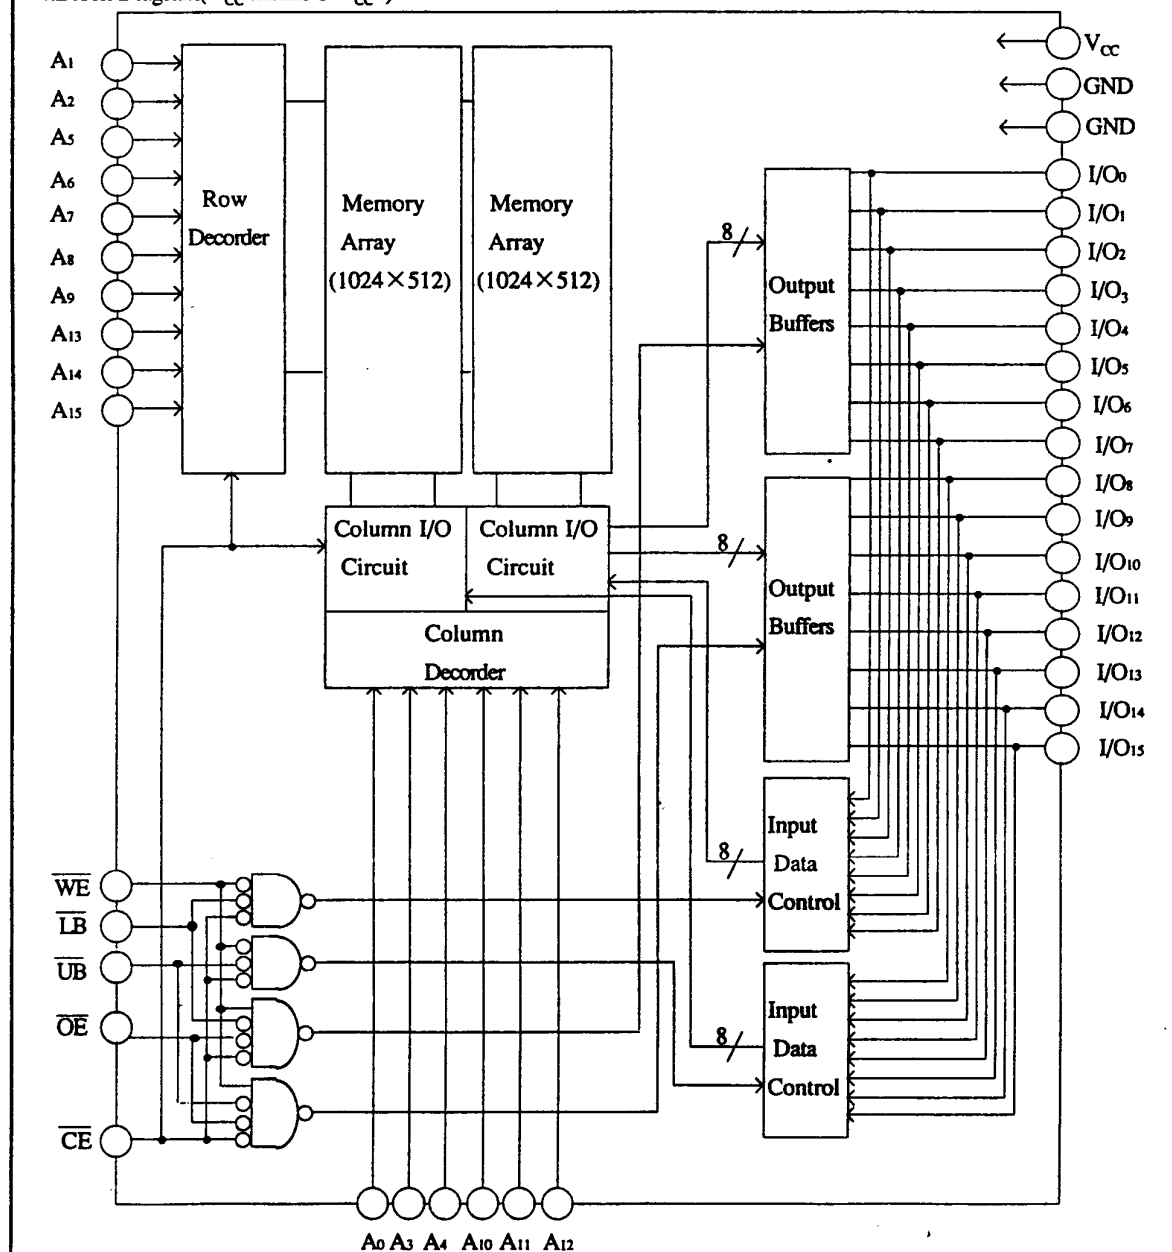 A1
A2
A5
A6
A7
A8
A9
A13
A14
A15
Row
Decorder
Memory
Array
(1024×512)
Memory
Array
(1024×512)
VCC
GND
GND
I/O0
I/O1
I/O2
I/O3
I/O4
I/O5
I/O6
I/O7
I/O8
I/O9
I/O10
I/O11
I/O12
I/O13
I/O14
I/O15
8
Output
Buffers
8
Output
Buffers
Column I/O
Circuit
Column I/O
Circuit
Column
Decorder
8
Input
Data
Control
8
Input
Data
Control
WE
LB
UB
OE
CE
A0 A3 A4 A10 A11 A12